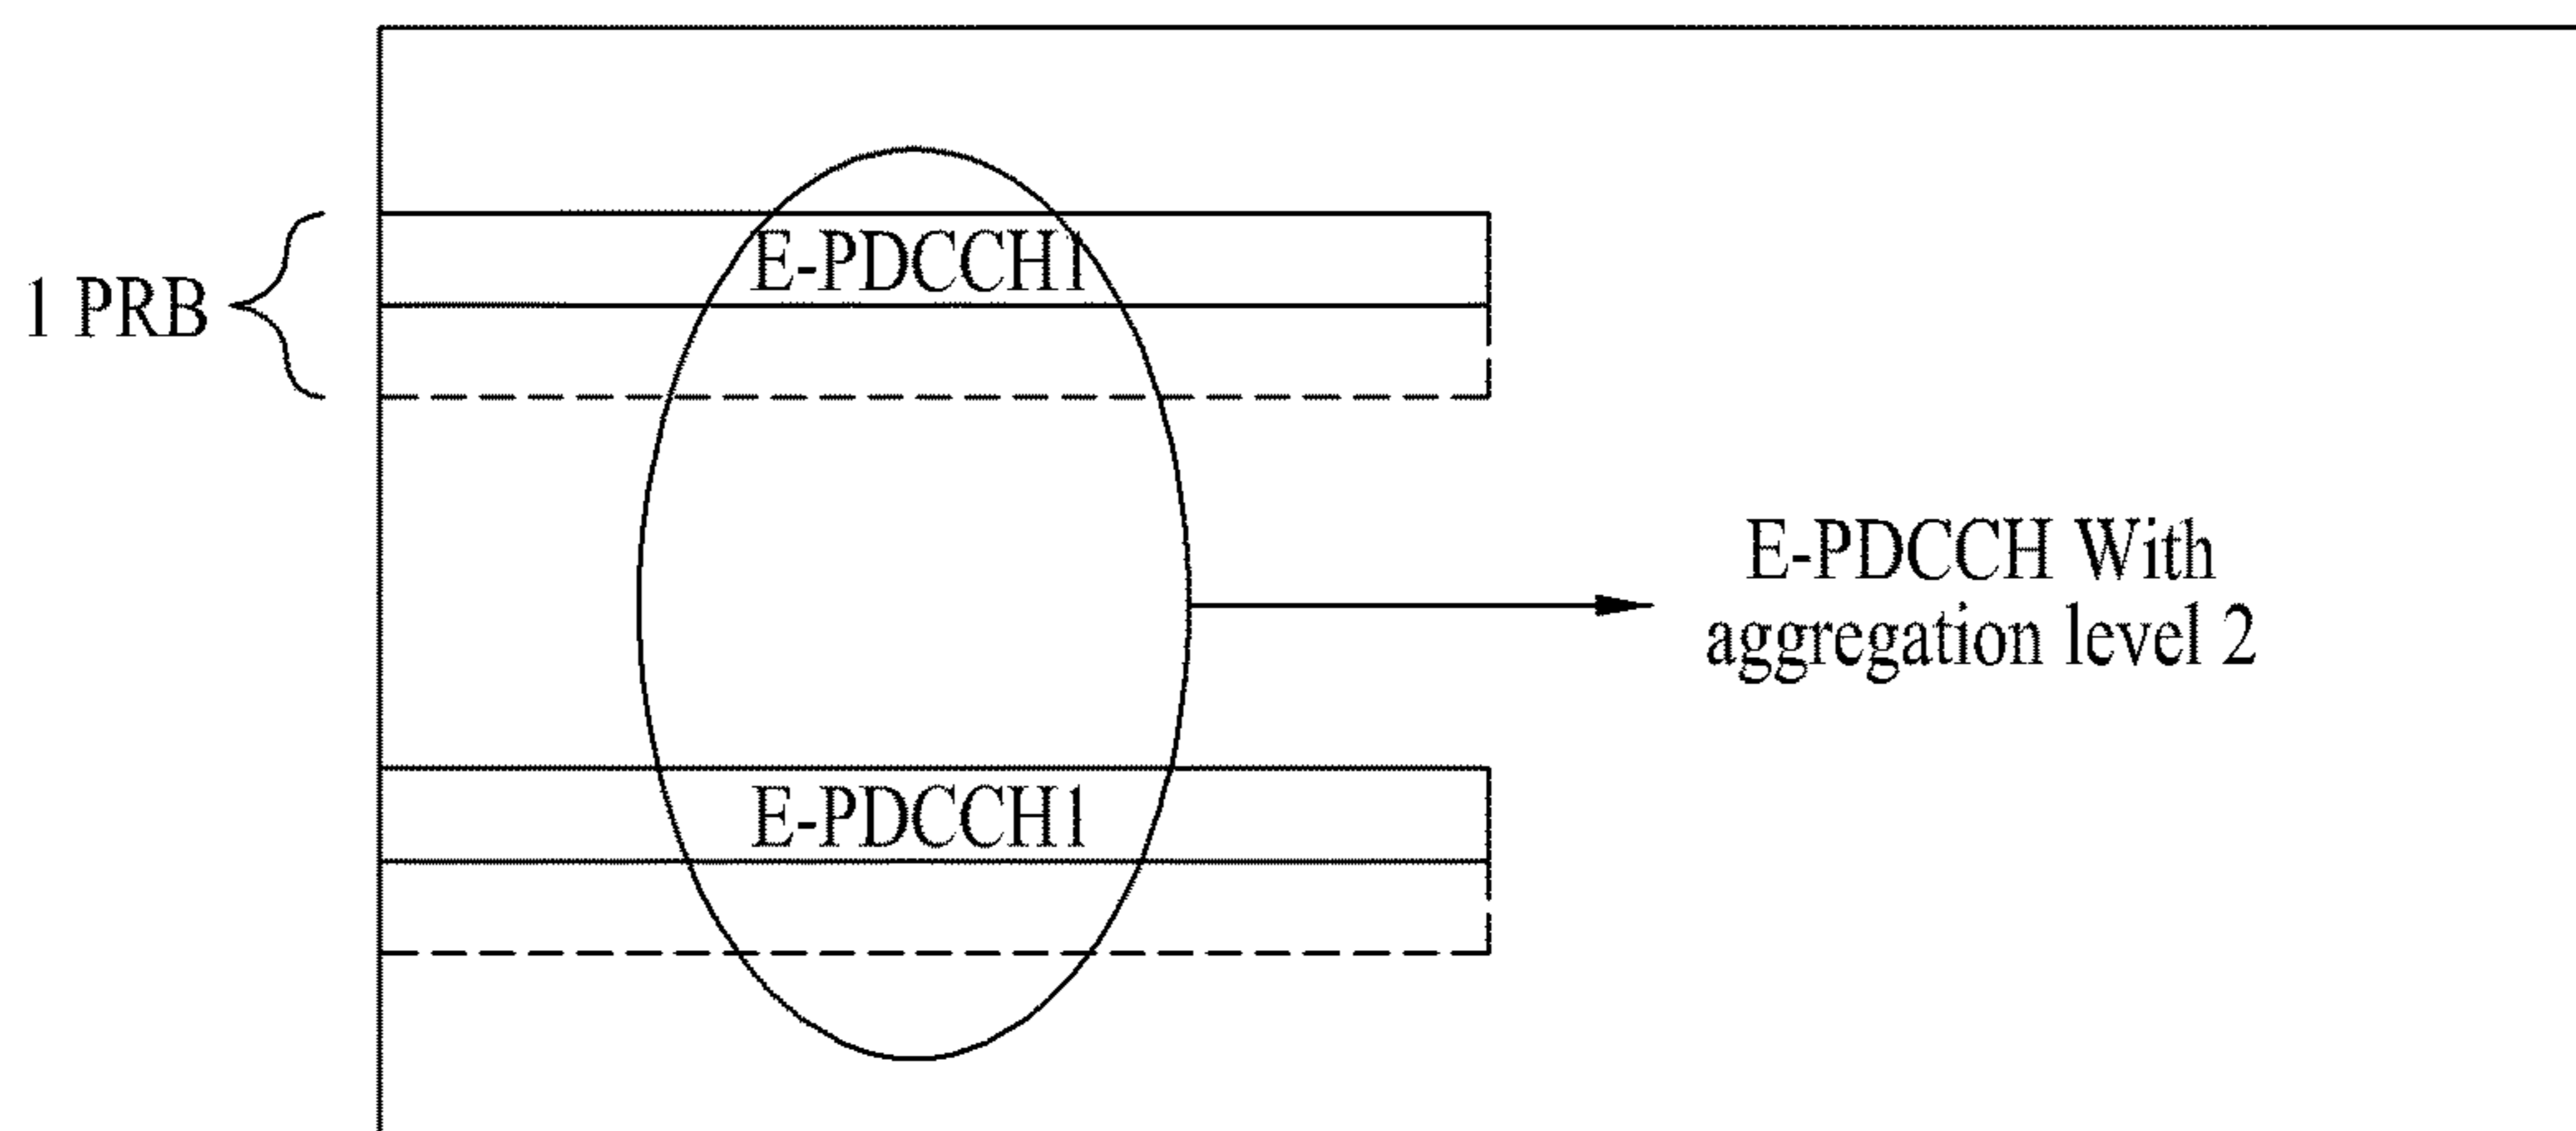 E-PDCCH1
1 PRB
E-PDCCH With
aggregation level 2
E-PDCCH1